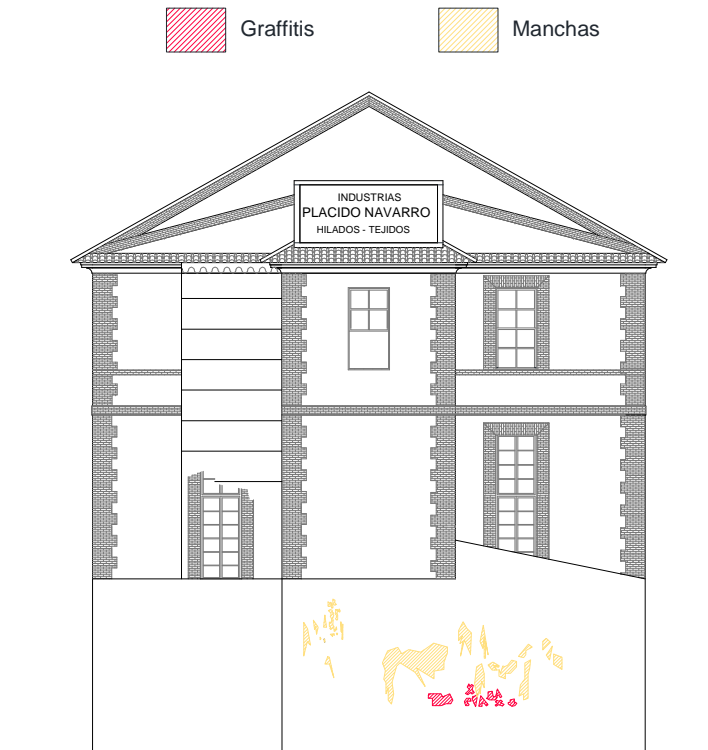 Graffitis
Manchas
INDUSTRIAS
PLACIDO NAVARRO
HILADOS - TEJIDOS